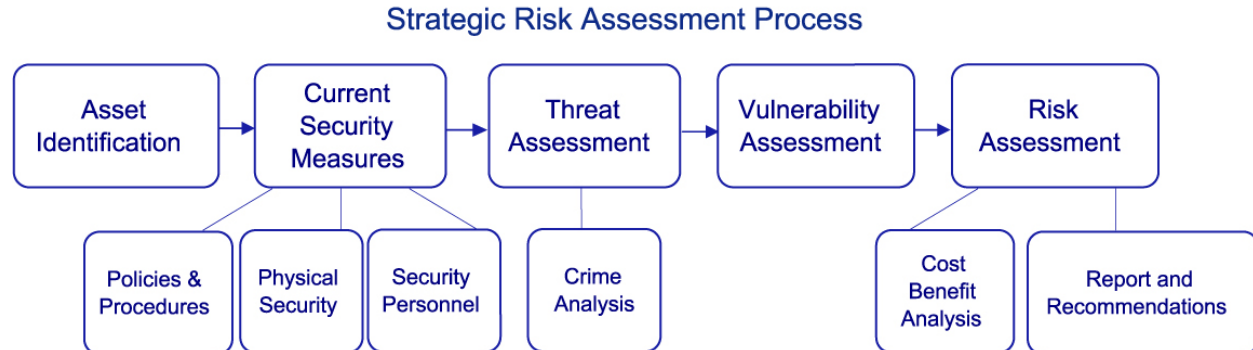 Strategic Risk Assessment Process
Asset
Identification
Current
Security
Measures
Threat
Assessment
Vulnerability
Assessment
Risk
Assessment
Policies &
Procedures
Physical
Security
Security
Personnel
Crime
Analysis
Cost
Benefit
Analysis
Report and
Recommendations